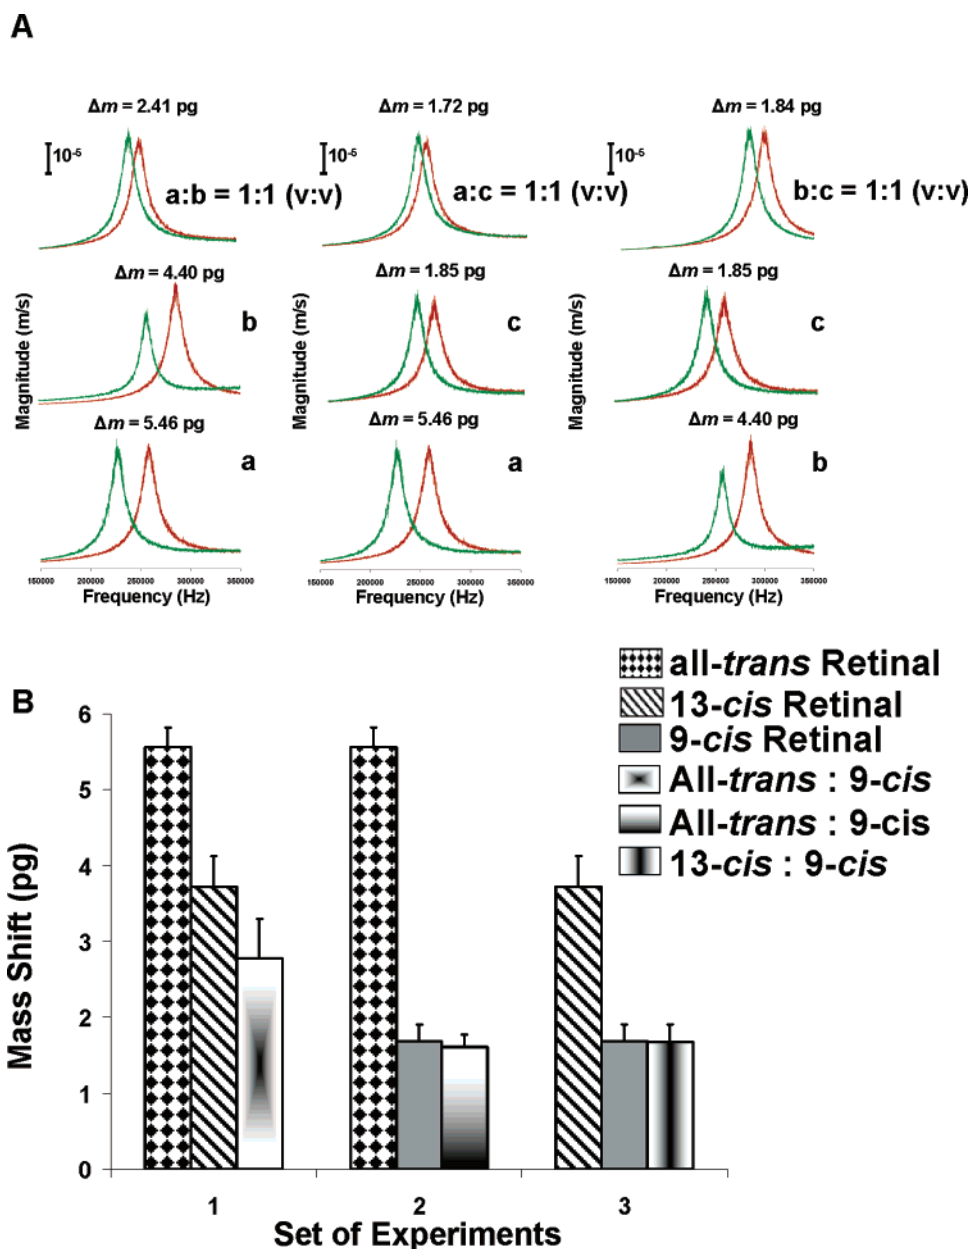 A
Δm = 2.41 pg
Δm = 1.72 pg
Δm = 1.84 pg
10⁻⁵
10⁻⁵
10⁻⁵
a:b = 1:1 (v:v)
a:c = 1:1 (v:v)
b:c = 1:1 (v:v)
Δm = 4.40 pg
Δm = 1.85 pg
Δm = 1.85 pg
b
c
c
Magnitude (m/s)
Magnitude (m/s)
Magnitude (m/s)
Δm = 5.46 pg
Δm = 5.46 pg
Δm = 4.40 pg
a
a
b
150000 200000 250000 300000 350000
150000 200000 250000 300000 350000
150000 200000 250000 300000 350000
Frequency (Hz)
Frequency (Hz)
Frequency (Hz)
B
all-trans Retinal
13-cis Retinal
9-cis Retinal
All-trans : 9-cis
All-trans : 9-cis
13-cis : 9-cis
Mass Shift (pg)
6
5
4
3
2
1
0
1 2 3
Set of Experiments